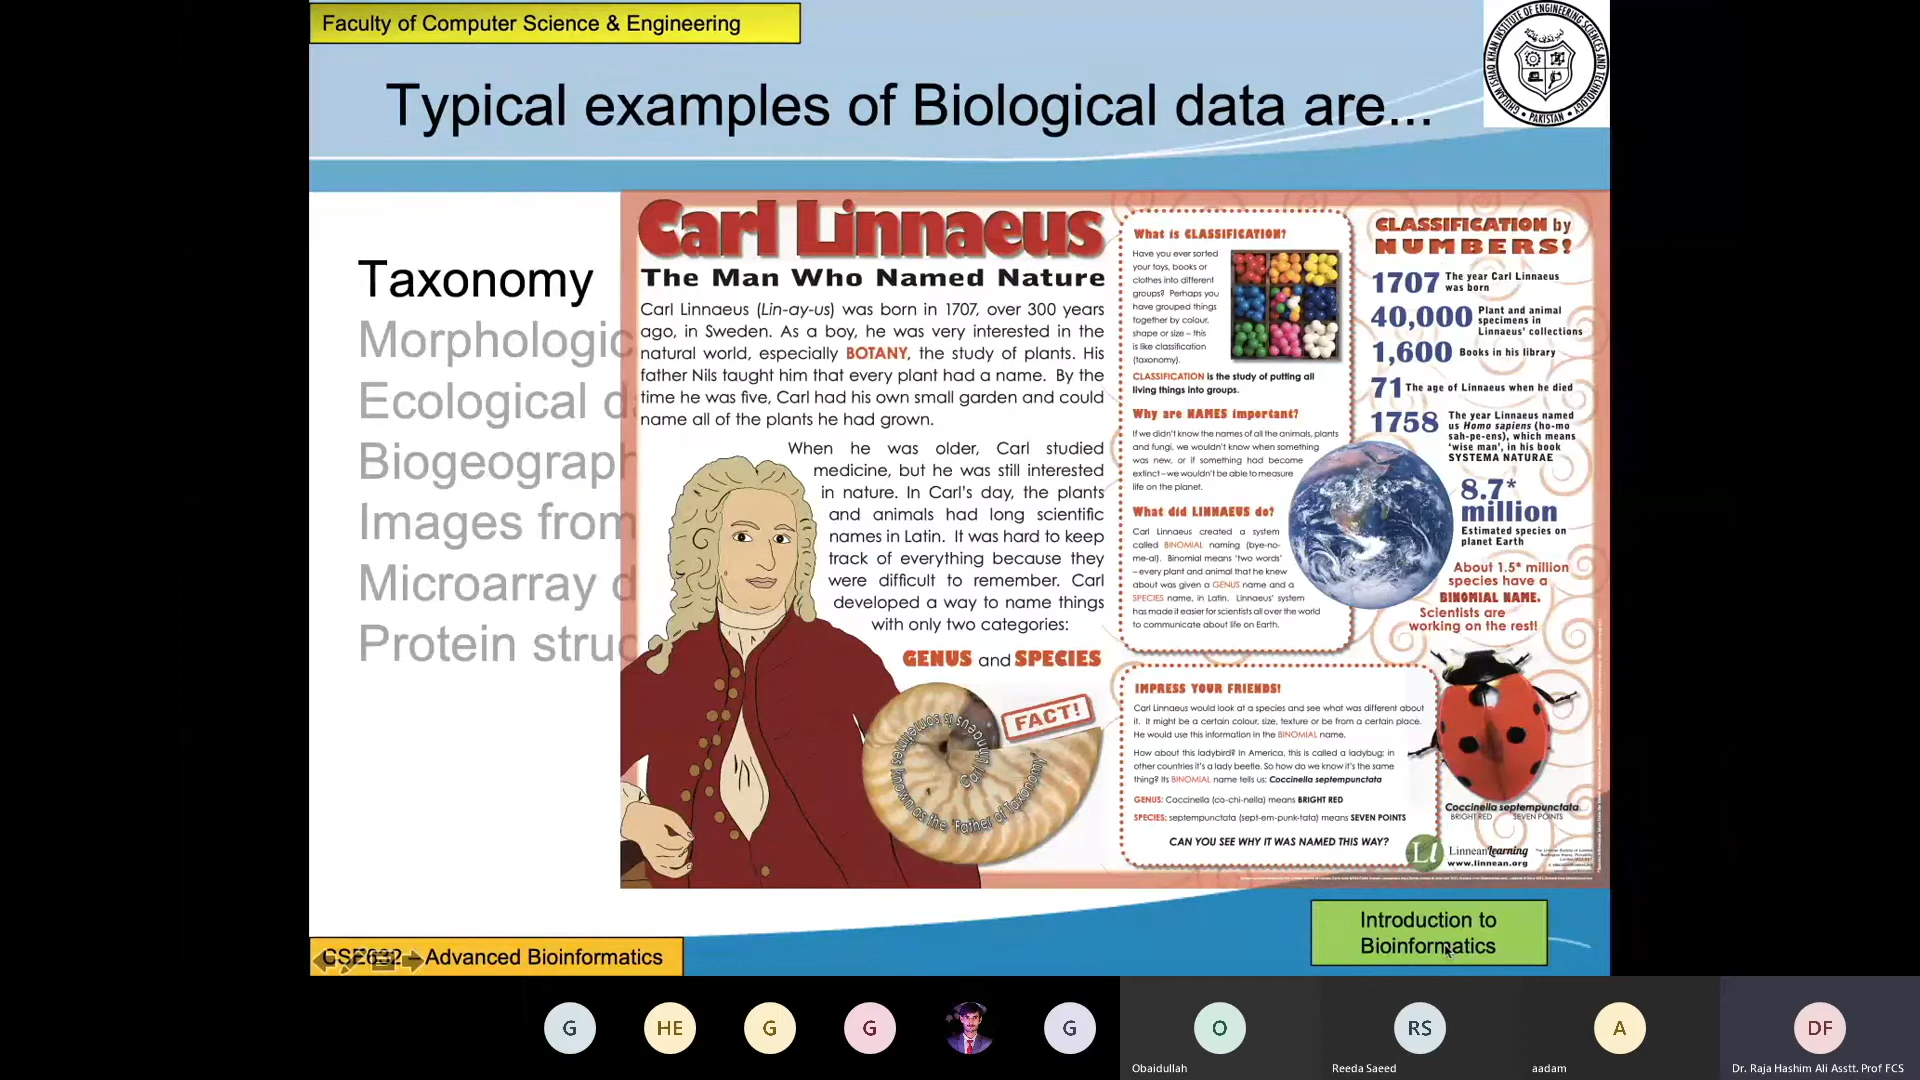 Faculty of Computer Science & Engineering
GHULAM ISHAQ KHAN INSTITUTE OF ENGINEERING SCIENCES AND TECHNOLOGY
• PAKISTAN •
Typical examples of Biological data are...
Taxonomy
Morphologic
Ecological d
Biogeograph
Images from
Microarray d
Protein struc
Carl Linnaeus
The Man Who Named Nature
Carl Linnaeus (Lin-ay-us) was born in 1707, over 300 years
ago, in Sweden. As a boy, he was very interested in the
natural world, especially BOTANY, the study of plants. His
father Nils taught him that every plant had a name. By the
time he was five, Carl had his own small garden and could
name all of the plants he had grown.
When he was older, Carl studied
medicine, but he was still interested
in nature. In Carl's day, the plants
and animals had long scientific
names in Latin. It was hard to keep
track of everything because they
were difficult to remember. Carl
developed a way to name things
with only two categories:
GENUS and SPECIES
FACT!
Carl Linnaeus is sometimes known as the 'Father of Taxonomy'
What is CLASSIFICATION?
Have you ever sorted
your toys, books or
clothes into different
groups? Perhaps you
have grouped things
together by colour,
shape or size – this
is like classification
(taxonomy).
CLASSIFICATION is the study of putting all
living things into groups.
Why are NAMES important?
If we didn't know the names of all the animals, plants
and fungi, we wouldn't know when something
was new, or if something had become
extinct – we wouldn't be able to measure
life on the planet.
What did LINNAEUS do?
Carl Linnaeus created a system
called BINOMIAL naming (bye-no-
me-al). Binomial means 'two words'
– every plant and animal that he knew
about was given a GENUS name and a
SPECIES name, in Latin. Linnaeus' system
has made it easier for scientists all over the world
to communicate about life on Earth.
CLASSIFICATION by
NUMBERS!
1707 The year Carl Linnaeus
was born
40,000 Plant and animal
specimens in
Linnaeus' collections
1,600 Books in his library
71 The age of Linnaeus when he died
1758 The year Linnaeus named
us Homo sapiens (ho-mo
sah-pe-ens), which means
'wise man', in his book
SYSTEMA NATURAE
8.7*
million
Estimated species on
planet Earth
About 1.5* million
species have a
BINOMIAL NAME.
Scientists are
working on the rest!
IMPRESS YOUR FRIENDS!
Carl Linnaeus would look at a species and see what was different about
it. It might be a certain colour, size, texture or be from a certain place.
He would use this information in the BINOMIAL name.
How about this ladybird? In America, this is called a ladybug; in
other countries it's a lady beetle. So how do we know it's the same
thing? Its BINOMIAL name tells us: Coccinella septempunctata
GENUS: Coccinella (co-chi-nella) means BRIGHT RED
SPECIES: septempunctata (sept-em-punk-tata) means SEVEN POINTS
CAN YOU SEE WHY IT WAS NAMED THIS WAY?
Coccinella septempunctata
BRIGHT RED SEVEN POINTS
LL LinneanLearning
www.linnean.org
CSE632 – Advanced Bioinformatics
Introduction to
Bioinformatics
G
HE
G
G
G
O
RS
A
DF
Obaidullah
Reeda Saeed
aadam
Dr. Raja Hashim Ali Asstt. Prof FCS